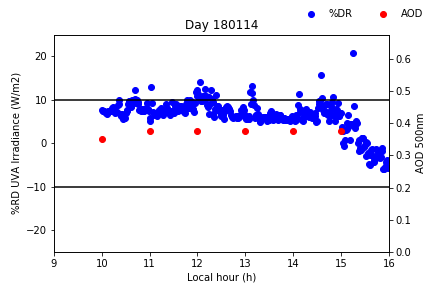 %DR AOD
Day 180114
%RD UVA Irradiance (W/m2)
20
10
0
−10
−20
0.6
0.5
0.4
0.3
0.2
0.1
0.0
AOD 500nm
9 10 11 12 13 14 15 16
Local hour (h)